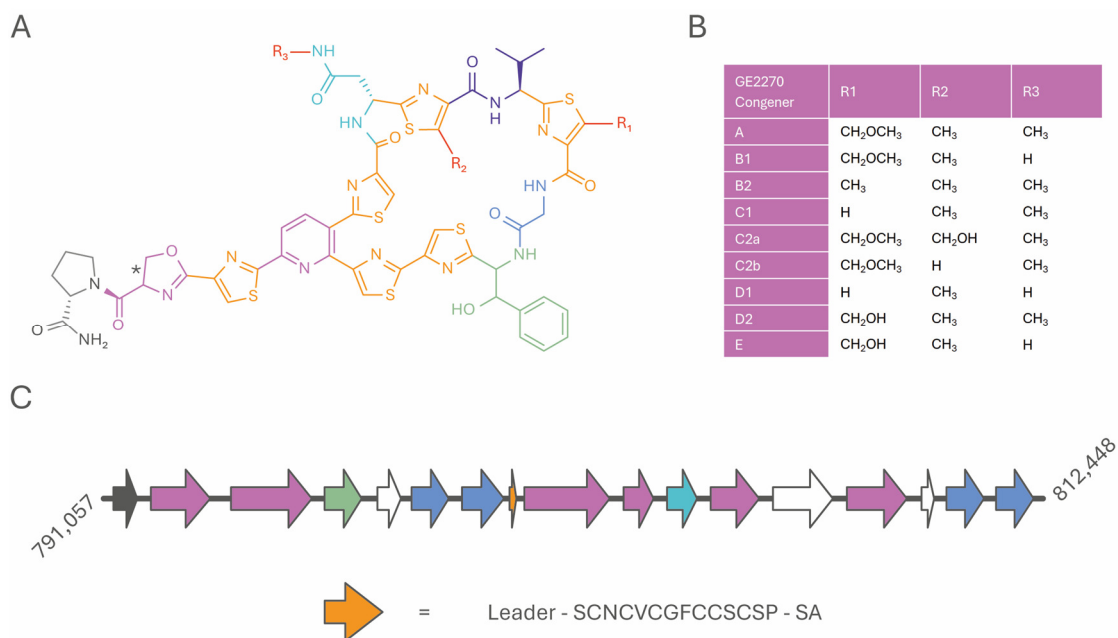 A
R₃—NH
O
HN
O
N
S
R₂
O
N
H
S
N
R₁
O
HN
O
N
S
S
N
NH
HO
O
N
N
S
N
N
S
N
O
O
NH₂
*
B
GE2270 Congener R1 R2 R3
A CH₂OCH₃ CH₃ CH₃
B1 CH₂OCH₃ CH₃ H
B2 CH₃ CH₃ CH₃
C1 H CH₃ CH₃
C2a CH₂OCH₃ CH₂OH CH₃
C2b CH₂OCH₃ H CH₃
D1 H CH₃ H
D2 CH₂OH CH₃ CH₃
E CH₂OH CH₃ H
C
791,057
812,448
= Leader - SCNCVCGFCCSCSP - SA